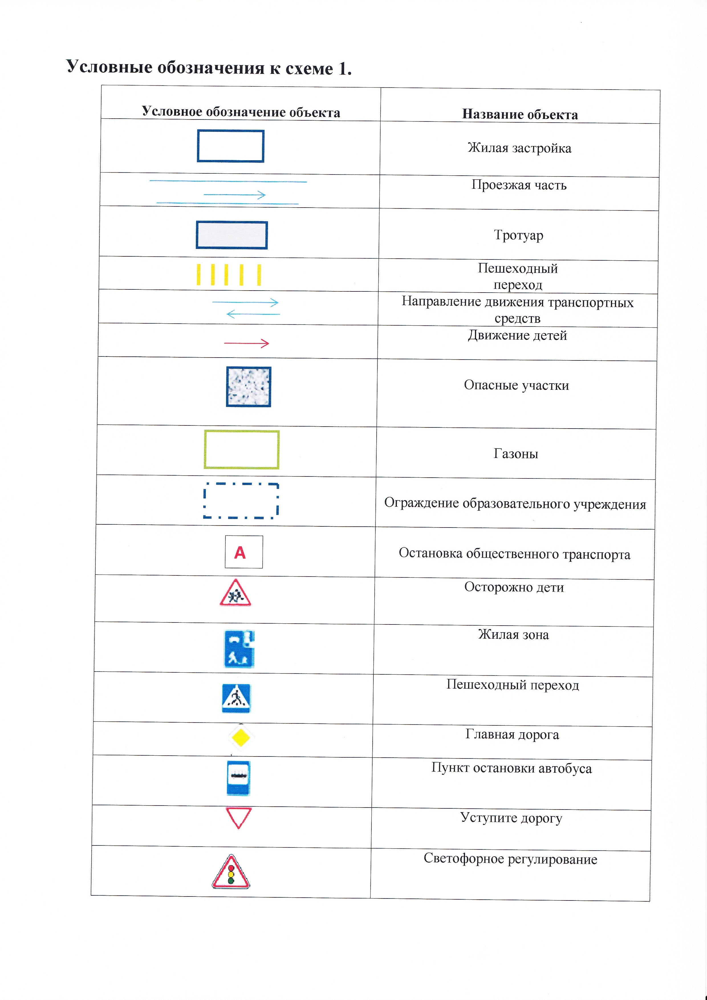 Условные обозначения к схеме 1.
Условное обозначение объекта
Название объекта
Жилая застройка
Проезжая часть
Тротуар
Пешеходный
переход
Направление движения транспортных
средств
Движение детей
Опасные участки
Газоны
Ограждение образовательного учреждения
А
Остановка общественного транспорта
Осторожно дети
Жилая зона
Пешеходный переход
Главная дорога
Пункт остановки автобуса
Уступите дорогу
Светофорное регулирование